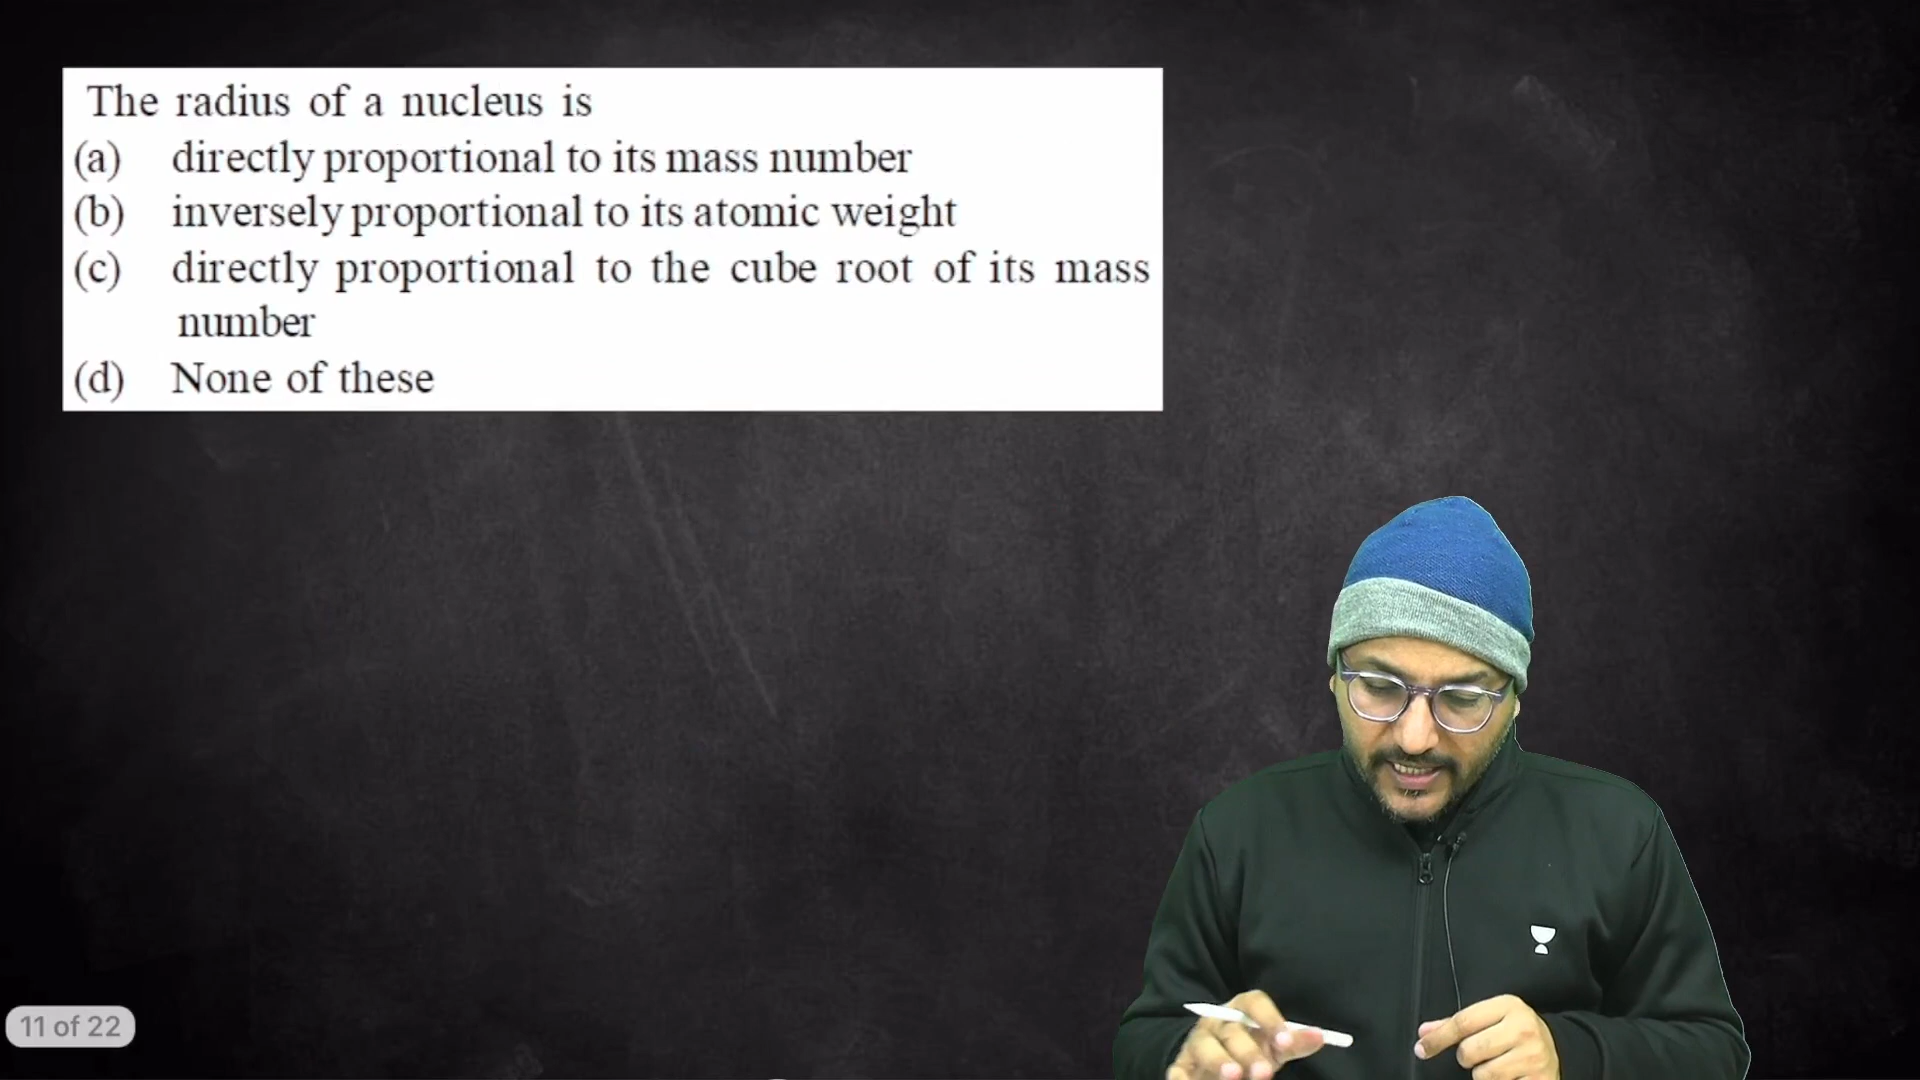 The radius of a nucleus is
(a) directly proportional to its mass number
(b) inversely proportional to its atomic weight
(c) directly proportional to the cube root of its mass
number
(d) None of these
11 of 22